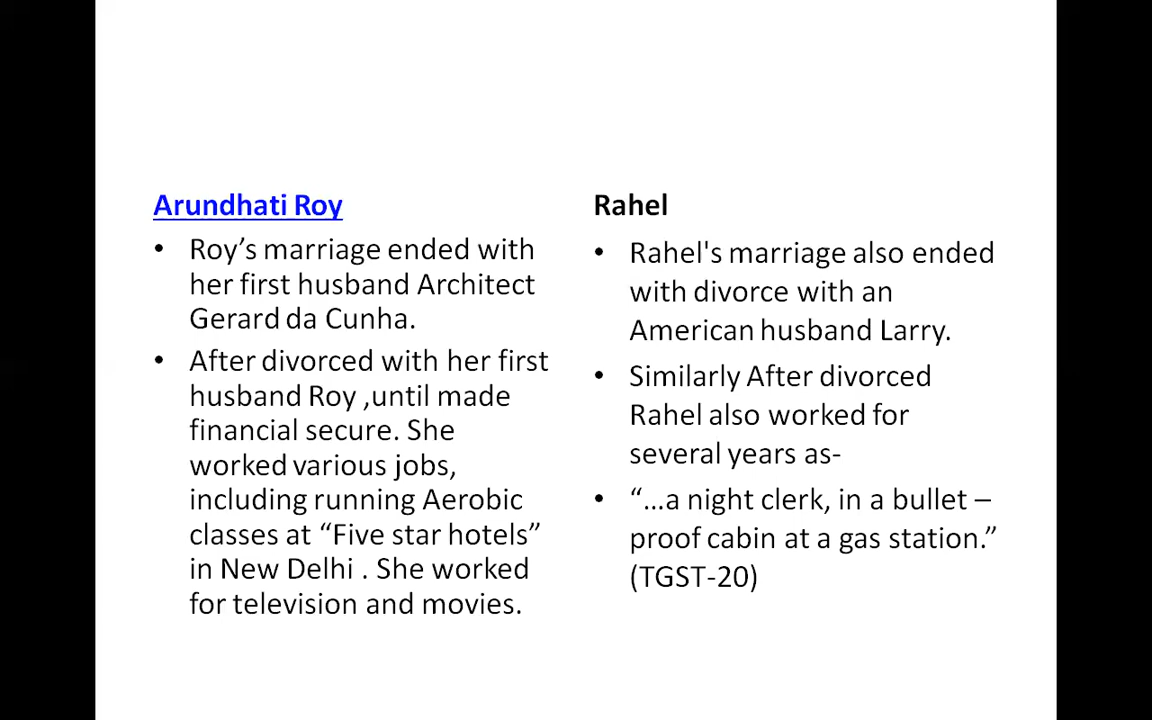 Arundhati Roy
• Roy’s marriage ended with
her first husband Architect
Gerard da Cunha.
• After divorced with her first
husband Roy ,until made
financial secure. She
worked various jobs,
including running Aerobic
classes at “Five star hotels”
in New Delhi . She worked
for television and movies.
Rahel
• Rahel's marriage also ended
with divorce with an
American husband Larry.
• Similarly After divorced
Rahel also worked for
several years as-
• “…a night clerk, in a bullet –
proof cabin at a gas station.”
(TGST-20)